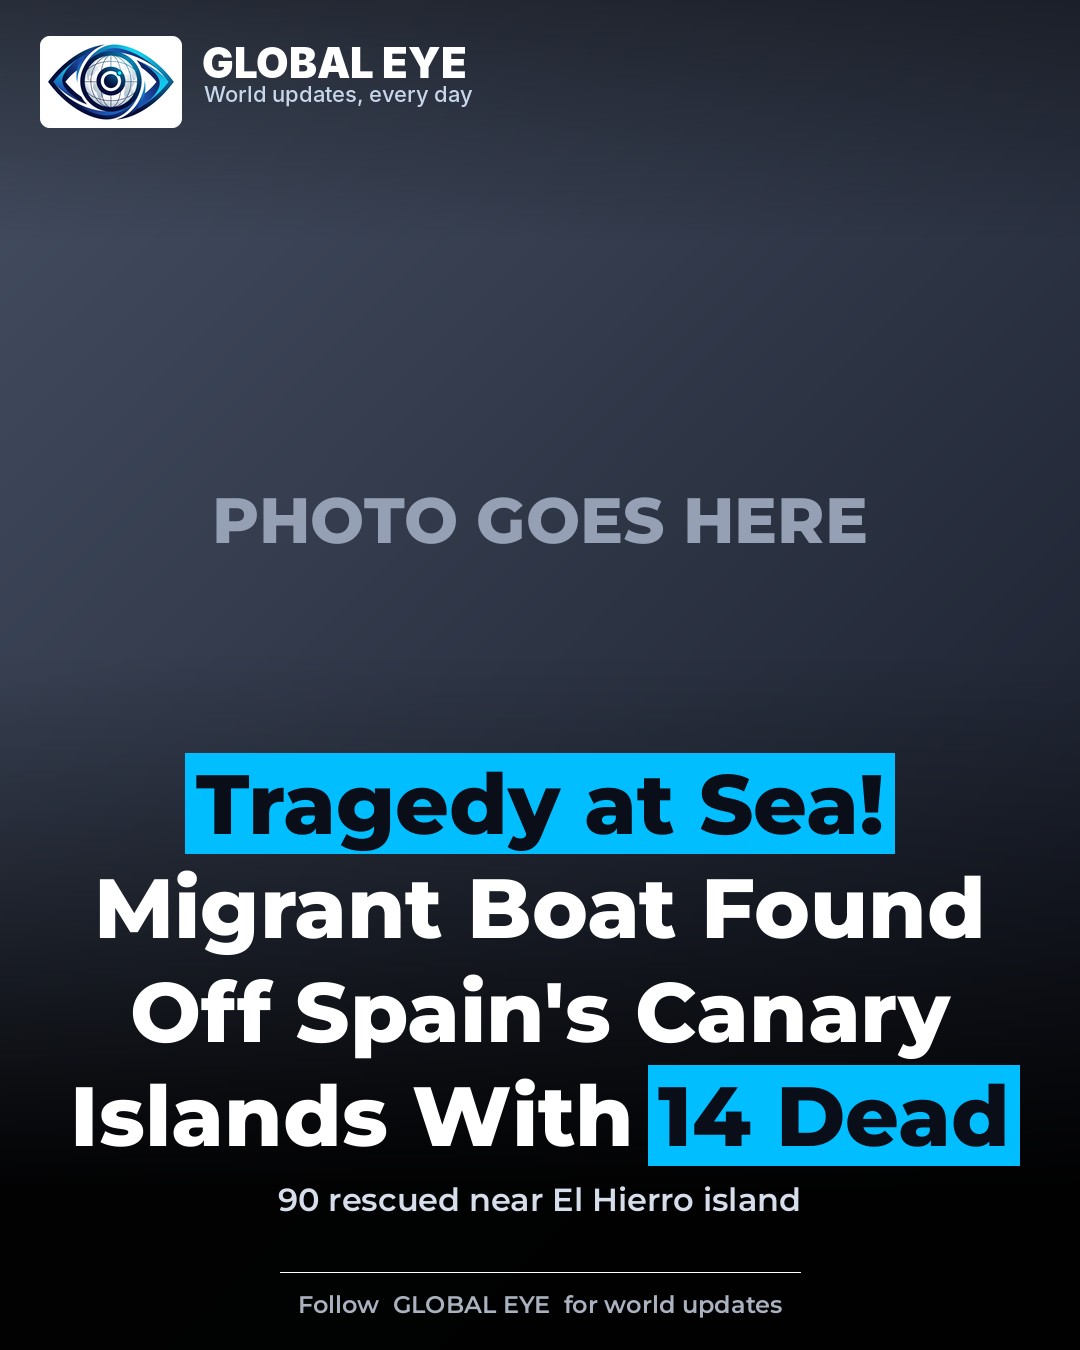 GLOBAL EYE
World updates, every day
PHOTO GOES HERE
Tragedy at Sea!
Migrant Boat Found
Off Spain's Canary
Islands With 14 Dead
90 rescued near El Hierro island
Follow GLOBAL EYE for world updates